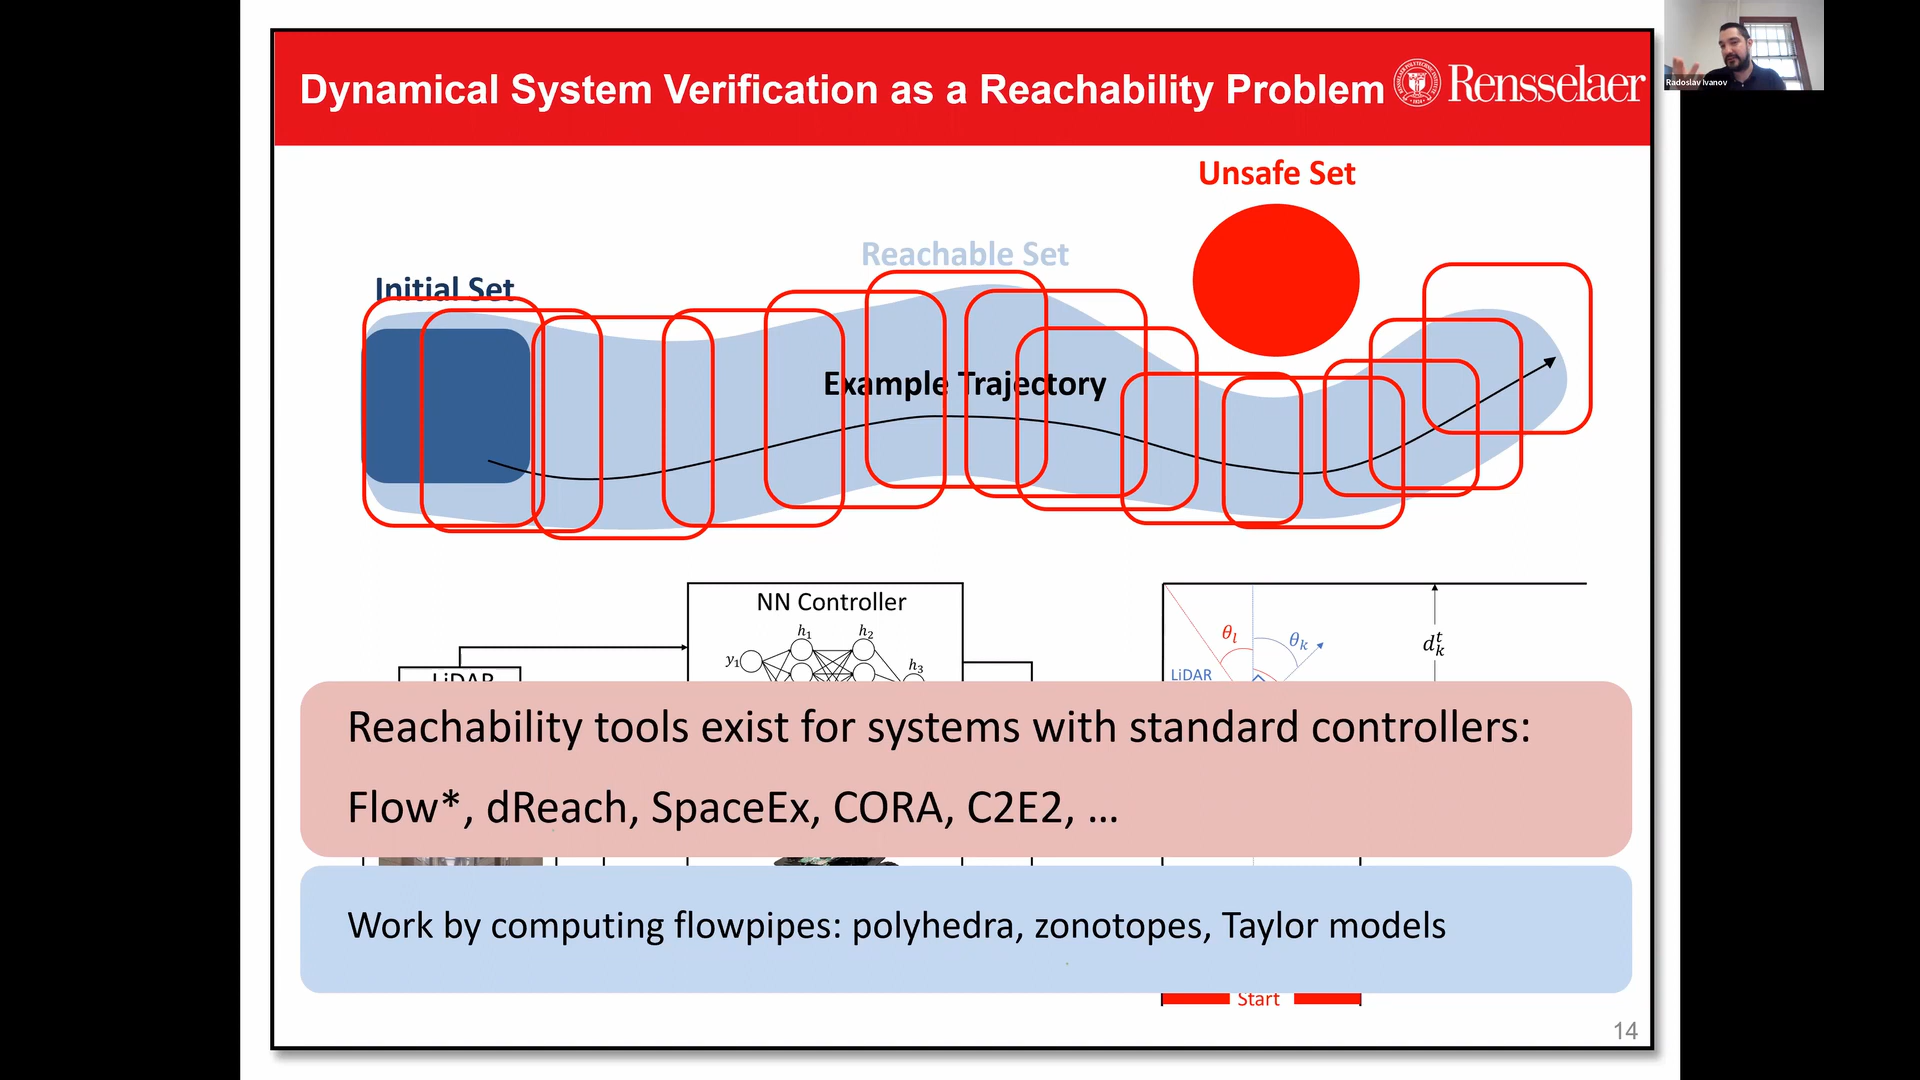 Dynamical System Verification as a Reachability Problem
Rensselaer
Radoslav Ivanov
Unsafe Set
Reachable Set
Initial Set
Example Trajectory
NN Controller
h1
h2
y1
h3
LiDAR
θl
θk
d_k^t
LiDAR
Reachability tools exist for systems with standard controllers:
Flow*, dReach, SpaceEx, CORA, C2E2, ...
Work by computing flowpipes: polyhedra, zonotopes, Taylor models
Start
14